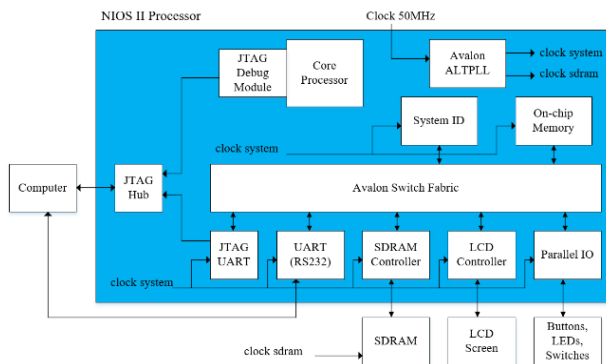 NIOS II Processor
Clock 50MHz
JTAG
Debug
Module
Core
Processor
Avalon
ALTPLL
clock system
clock sdram
System ID
On-chip
Memory
clock system
Computer
JTAG
Hub
Avalon Switch Fabric
JTAG
UART
UART
(RS232)
SDRAM
Controller
LCD
Controller
Parallel IO
clock system
SDRAM
LCD
Screen
Buttons,
LEDs,
Switches
clock sdram